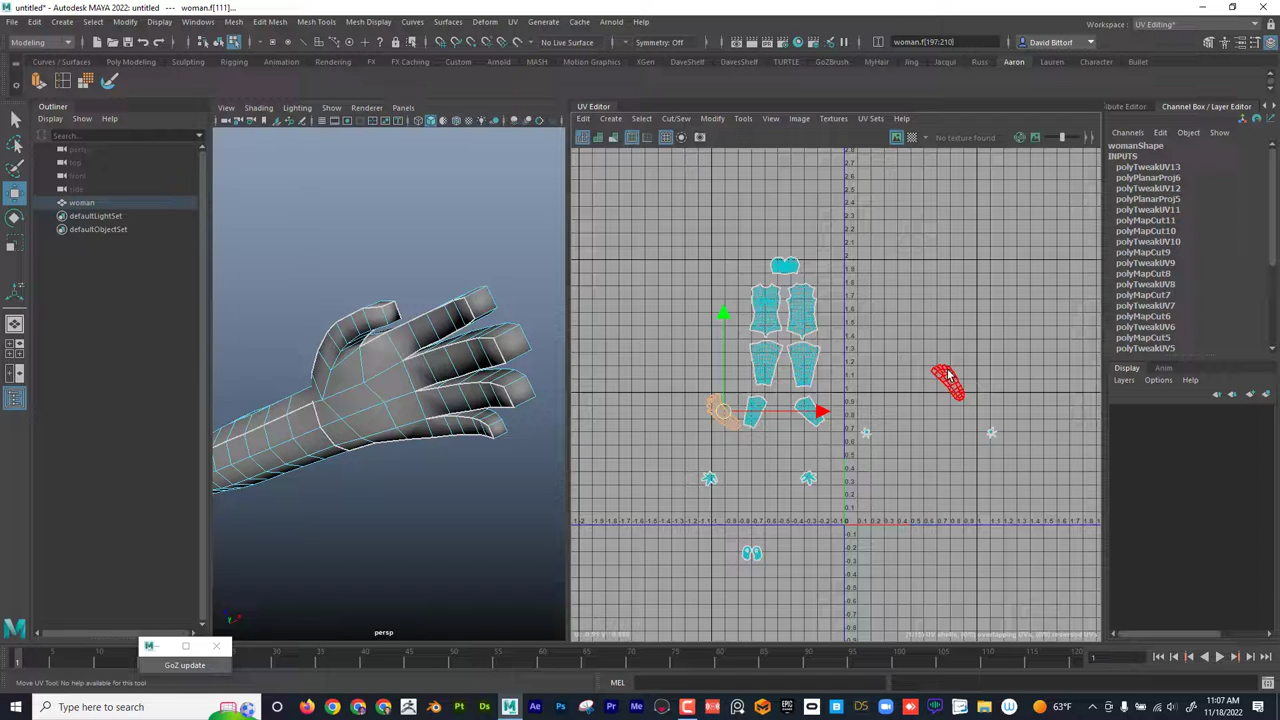 untitled* - Autodesk MAYA 2022: untitled --- woman.f[111]...
File Edit Create Select Modify Display Windows Mesh Edit Mesh Mesh Tools Mesh Display Curves Surfaces Deform UV Generate Cache Arnold Help
Workspace : UV Editing*
Modeling
No Live Surface
Symmetry: Off
woman.f[197:210]
David Bittorf
Curves / Surfaces Poly Modeling Sculpting Rigging Animation Rendering FX FX Caching Custom Arnold MASH Motion Graphics XGen DaveShelf DavesShelf TURTLE GoZBrush MyHair Jing Jacqui Russ Aaron Lauren Character Bullet
Outliner
Display Show Help
Search...
persp
top
front
side
woman
defaultLightSet
defaultObjectSet
View Shading Lighting Show Renderer Panels
persp
UV Editor
Edit Create Select Cut/Sew Modify Tools Textures UV Sets Image View Help
No texture found
Channel Box / Layer Editor
Channels Edit Object Show
womanShape
INPUTS
polyTweakUV13
polyPlanarProj6
polyTweakUV12
polyPlanarProj5
polyTweakUV11
polyMapCut11
polyMapCut10
polyTweakUV10
polyMapCut9
polyTweakUV9
polyMapCut8
polyTweakUV8
polyMapCut7
polyTweakUV7
polyMapCut6
polyTweakUV6
polyMapCut5
polyTweakUV5
Display Anim
Layers Options Help
GoZ update
Move UV Tool: No help available for this tool
MEL
Type here to search
63°F
11:07 AM
11/18/2022